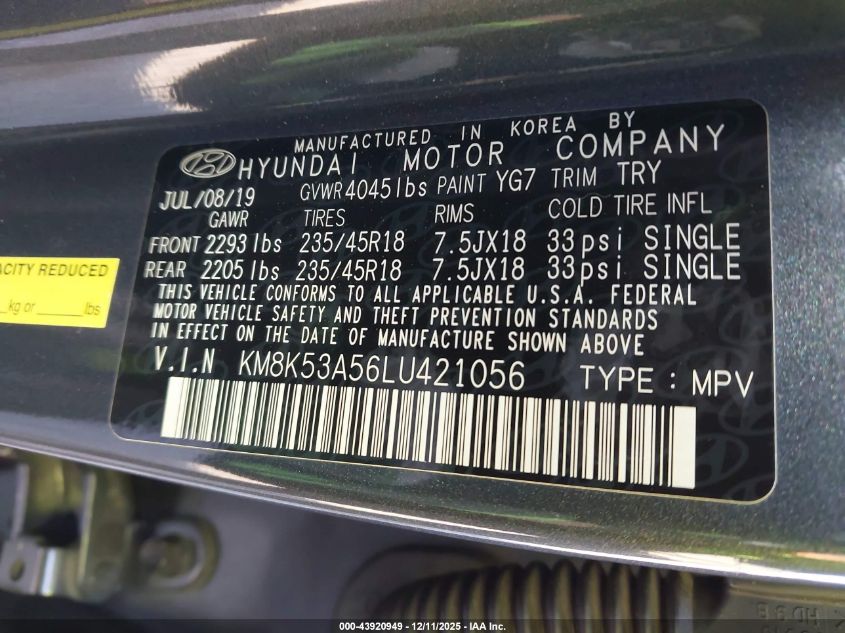 MANUFACTURED IN KOREA BY
HYUNDAI MOTOR COMPANY
JUL/08/19 GVWR 4045lbs PAINT YG7 TRIM TRY
GAWR TIRES RIMS COLD TIRE INFL
FRONT 2293lbs 235/45R18 7.5JX18 33psi SINGLE
REAR 2205lbs 235/45R18 7.5JX18 33psi SINGLE
THIS VEHICLE CONFORMS TO ALL APPLICABLE U.S.A. FEDERAL
MOTOR VEHICLE SAFETY AND THEFT PREVENTION STANDARDS
IN EFFECT ON THE DATE OF MANUFACTURE SHOWN ABOVE
V.I.N KM8K53A56LU421056 TYPE : MPV
REDUCED
kg or ______lbs
000-43920949 - 12/11/2025 - IAA Inc.